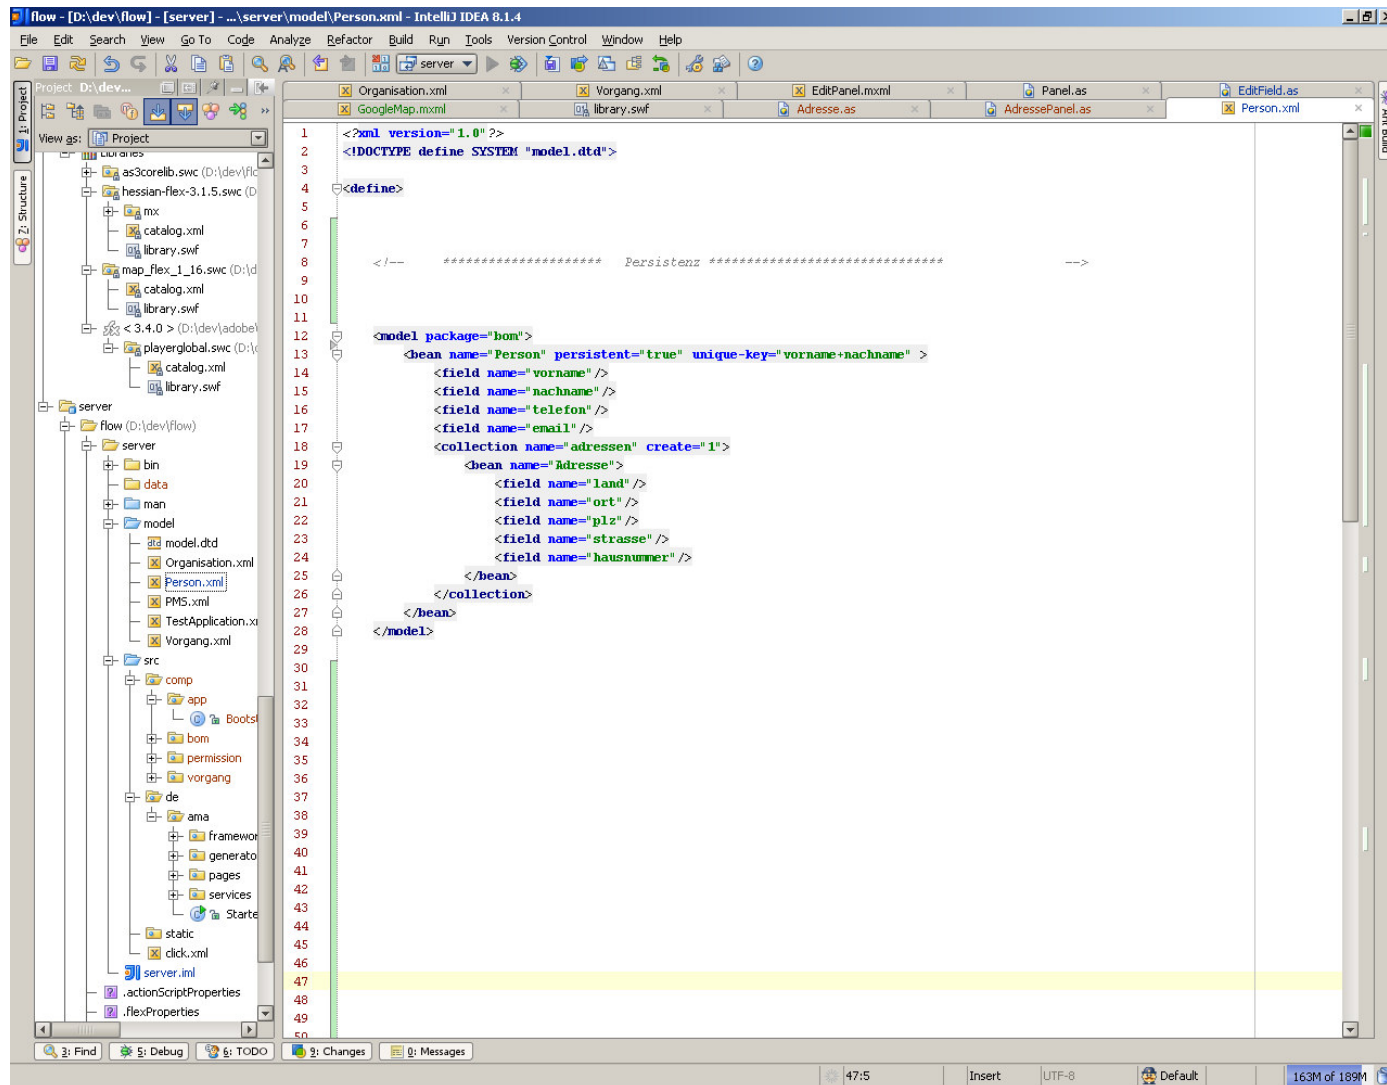 flow - [D:\dev\flow] - [server] - ...\server\model\Person.xml - IntelliJ IDEA 8.1.4
File Edit Search View Go To Code Analyze Refactor Build Run Tools Version Control Window Help
server
Project D:\dev...
View as: Project
1: Project
Z: Structure
Libraries
as3corelib.swc (D:\dev\flo
hessian-flex-3.1.5.swc (D
mx
catalog.xml
library.swf
map_flex_1_16.swc (D:\d
catalog.xml
library.swf
< 3.4.0 > (D:\dev\adobe\
playerglobal.swc (D:\
catalog.xml
library.swf
server
flow (D:\dev\flow)
server
bin
data
man
model
model.dtd
Organisation.xml
Person.xml
PMS.xml
TestApplication.x
Vorgang.xml
src
comp
app
Boots
bom
permission
vorgang
de
ama
framewor
generato
pages
services
Starte
static
click.xml
server.iml
.actionScriptProperties
.flexProperties
Organisation.xml Vorgang.xml EditPanel.mxml Panel.as EditField.as
GoogleMap.mxml library.swf Adresse.as AdressePanel.as Person.xml
Ant Build
1 <?xml version="1.0"?>
2 <!DOCTYPE define SYSTEM "model.dtd">
3
4 <define>
5
6
7
8 <!-- ********************* Persistenz ******************************* -->
9
10
11
12 <model package="bom">
13 <bean name="Person" persistent="true" unique-key="vorname+nachname" >
14 <field name="vorname"/>
15 <field name="nachname"/>
16 <field name="telefon"/>
17 <field name="email"/>
18 <collection name="adressen" create="1">
19 <bean name="Adresse">
20 <field name="land"/>
21 <field name="ort"/>
22 <field name="plz"/>
23 <field name="strasse"/>
24 <field name="hausnummer"/>
25 </bean>
26 </collection>
27 </bean>
28 </model>
29
30
31
32
33
34
35
36
37
38
39
40
41
42
43
44
45
46
47
48
49
50
3: Find 5: Debug 6: TODO 9: Changes 0: Messages
47:5 Insert UTF-8 Default 163M of 189M